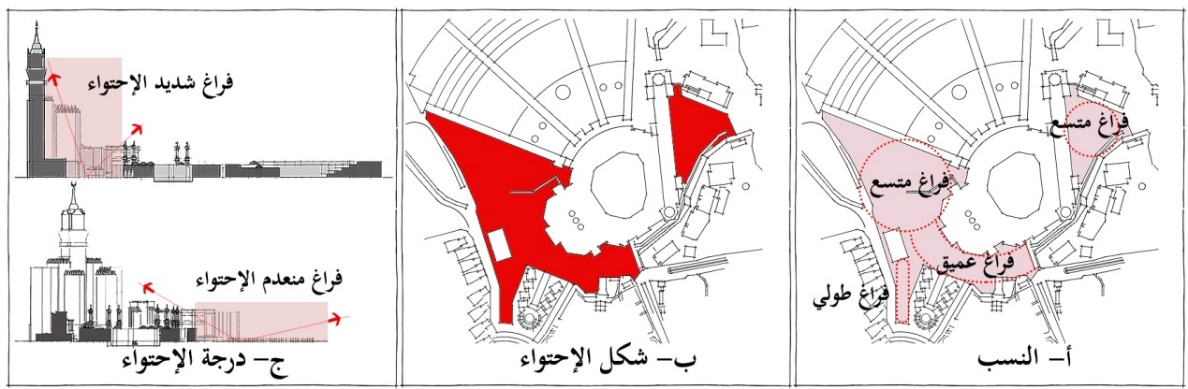 فراغ متسع
فراغ متسع
فراغ عميق
فراغ طولي
أ- النسب
ب- شكل الإحتواء
فراغ شديد الإحتواء
فراغ منعدم الإحتواء
ج- درجة الإحتواء